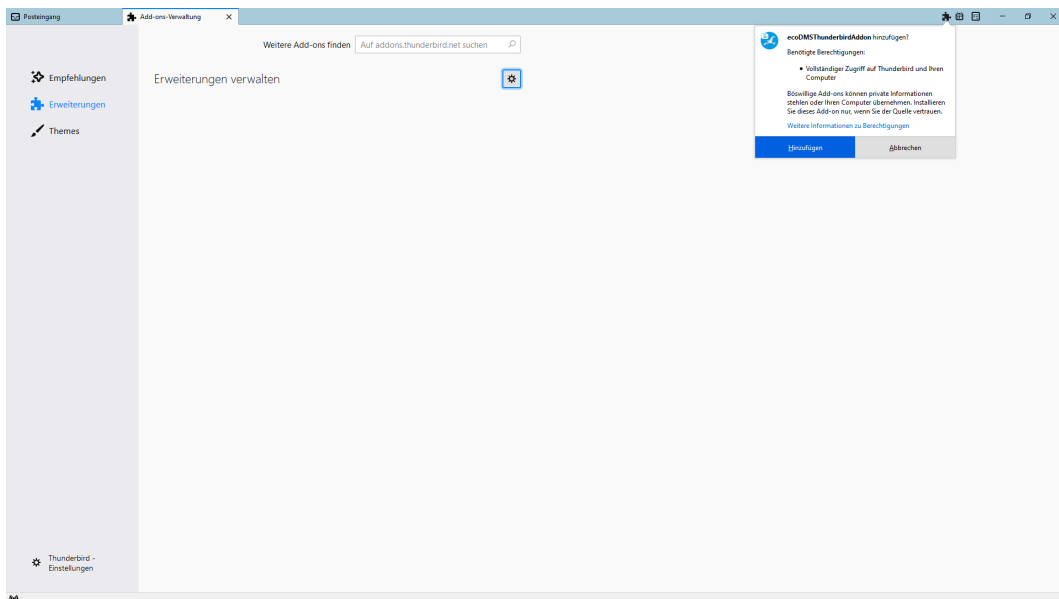 Posteingang
Add-ons-Verwaltung
Weitere Add-ons finden
Auf addons.thunderbird.net suchen
Empfehlungen
Erweiterungen
Themes
Erweiterungen verwalten
ecoDMSThunderbirdAddon hinzufügen?
Benötigte Berechtigungen:
• Vollständiger Zugriff auf Thunderbird und Ihren
Computer
Böswillige Add-ons können private Informationen
stehlen oder Ihren Computer übernehmen. Installieren
Sie dieses Add-on nur, wenn Sie der Quelle vertrauen.
Weitere Informationen zu Berechtigungen
Hinzufügen
Abbrechen
Thunderbird -
Einstellungen